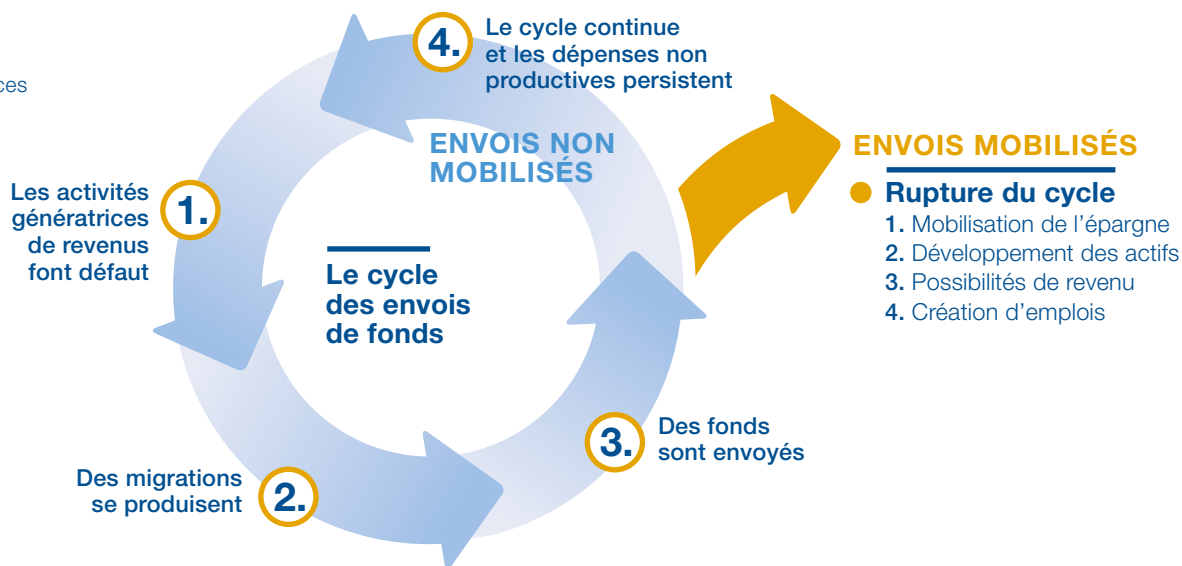 ces
4. Le cycle continue
et les dépenses non
productives persistent
ENVOIS NON
MOBILISÉS
ENVOIS MOBILISÉS
Rupture du cycle
1. Mobilisation de l’épargne
2. Développement des actifs
3. Possibilités de revenu
4. Création d’emplois
Les activités
génératrices
de revenus
font défaut
1.
Le cycle
des envois
de fonds
Des migrations
se produisent
2.
3. Des fonds
sont envoyés